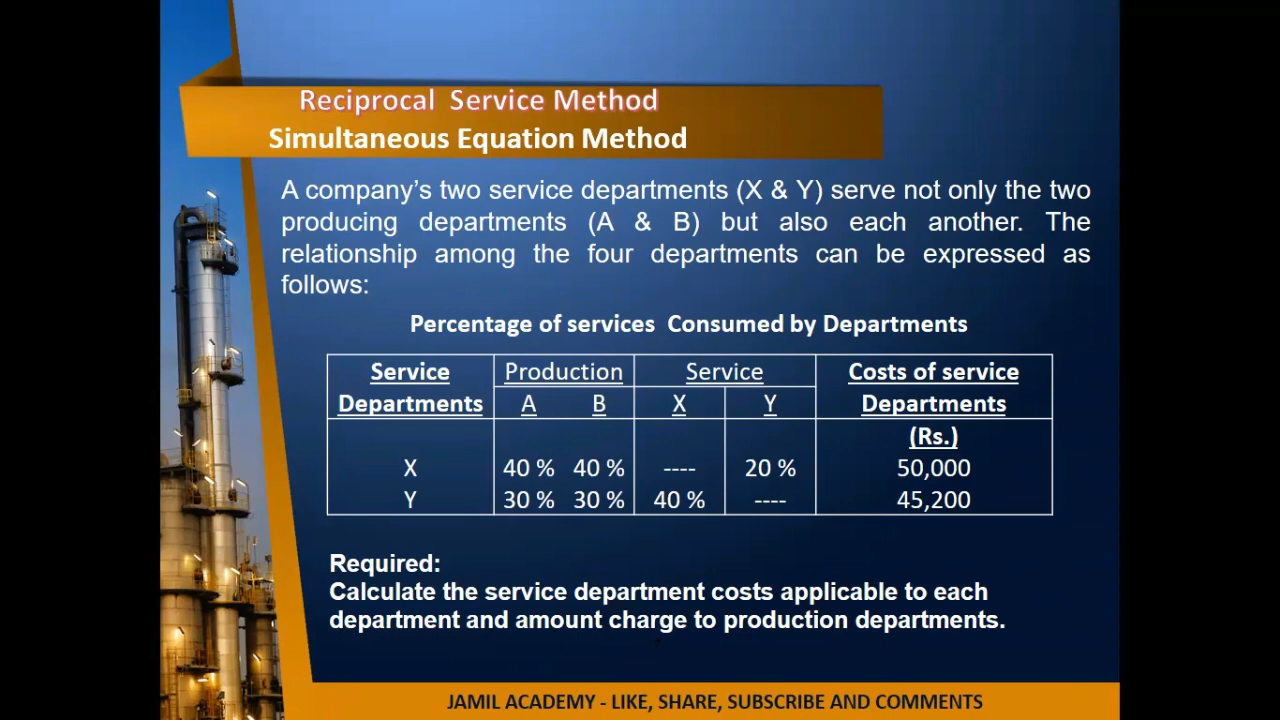 Reciprocal Service Method
Simultaneous Equation Method
A company's two service departments (X & Y) serve not only the two
producing departments (A & B) but also each another. The
relationship among the four departments can be expressed as
follows:
Percentage of services Consumed by Departments
Service Production Service Costs of service
Departments A B X Y Departments
(Rs.)
X 40 % 40 % ---- 20 % 50,000
Y 30 % 30 % 40 % ---- 45,200
Required:
Calculate the service department costs applicable to each
department and amount charge to production departments.
JAMIL ACADEMY - LIKE, SHARE, SUBSCRIBE AND COMMENTS